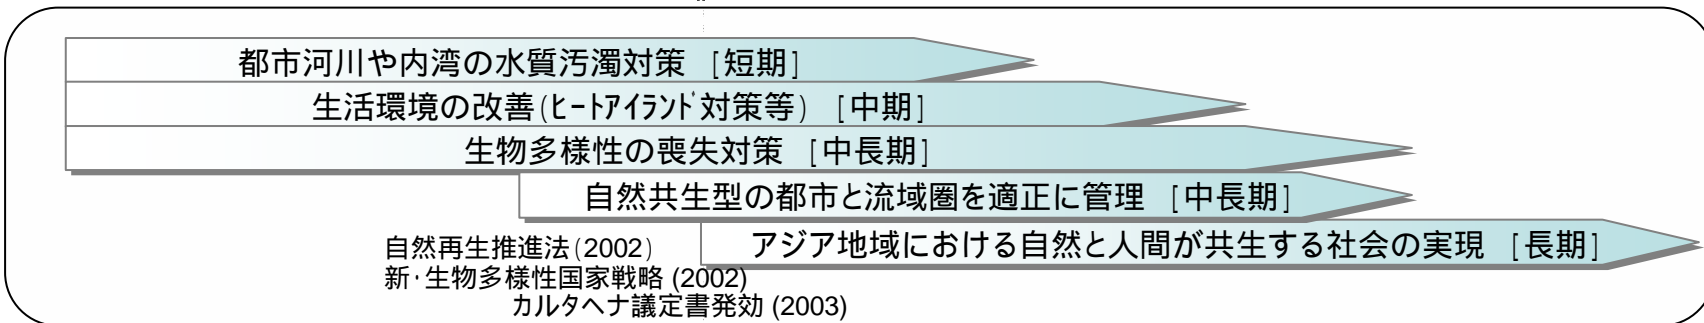 都市河川や内湾の水質汚濁対策 [短期]
生活環境の改善(ﾋｰﾄｱｲﾗﾝﾄﾞ対策等) [中期]
生物多様性の喪失対策 [中長期]
自然共生型の都市と流域圏を適正に管理 [中長期]
アジア地域における自然と人間が共生する社会の実現 [長期]
自然再生推進法(2002)
新･生物多様性国家戦略 (2002)
カルタヘナ議定書発効 (2003)